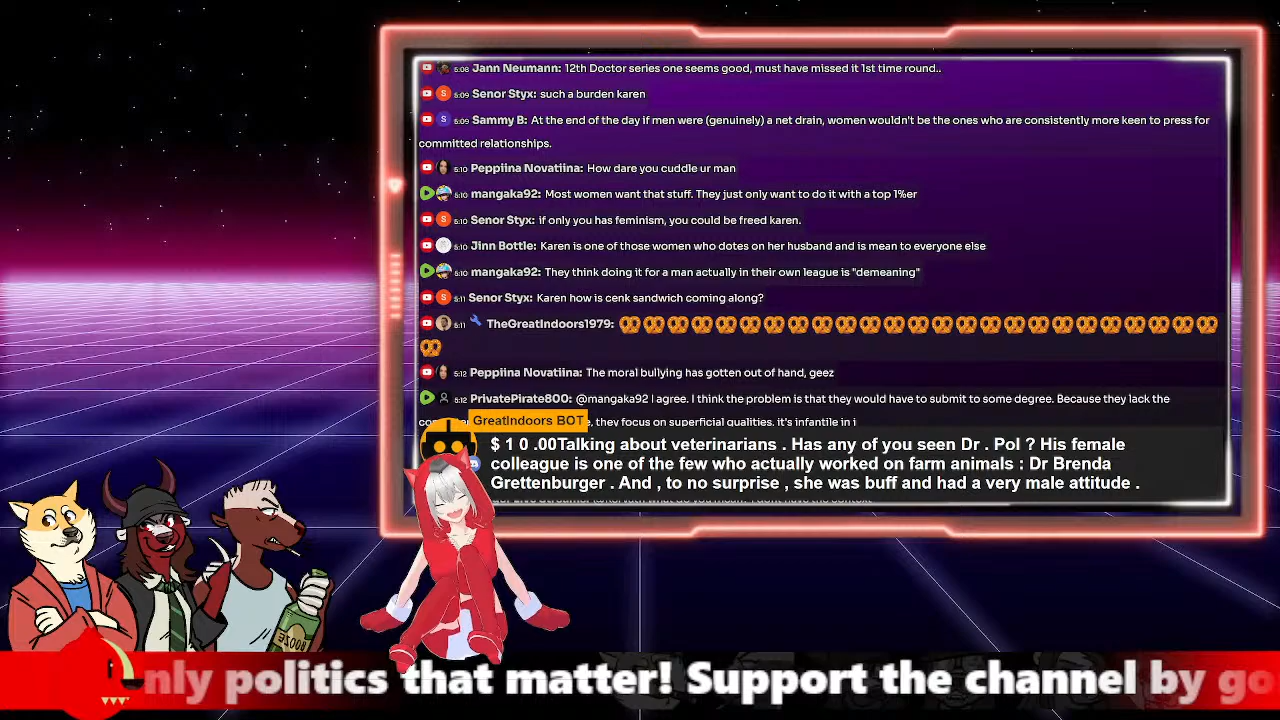 5:08 Jann Neumann: 12th Doctor series one seems good, must have missed it 1st time round..
5:09 Senor Styx: such a burden karen
5:09 Sammy B: At the end of the day if men were (genuinely) a net drain, women wouldn't be the ones who are consistently more keen to press for
committed relationships.
5:10 Peppiina Novatiina: How dare you cuddle ur man
5:10 mangaka92: Most women want that stuff. They just only want to do it with a top 1%er
5:10 Senor Styx: if only you has feminism, you could be freed karen.
5:10 Jinn Bottle: Karen is one of those women who dotes on her husband and is mean to everyone else
5:10 mangaka92: They think doing it for a man actually in their own league is "demeaning"
5:11 Senor Styx: Karen how is cenk sandwich coming along?
5:11 TheGreatIndoors1979:
5:12 Peppiina Novatiina: The moral bullying has gotten out of hand, geez
5:12 PrivatePirate800: @mangaka92 I agree. I think the problem is that they would have to submit to some degree. Because they lack the
they focus on superficial qualities. it's infantile in i
GreatIndoors BOT
$ 1 0 .00Talking about veterinarians . Has any of you seen Dr . Pol ? His female
colleague is one of the few who actually worked on farm animals : Dr Brenda
Grettenburger . And , to no surprise , she was buff and had a very male attitude .
BOOZE
nly politics that matter! Support the channel by go